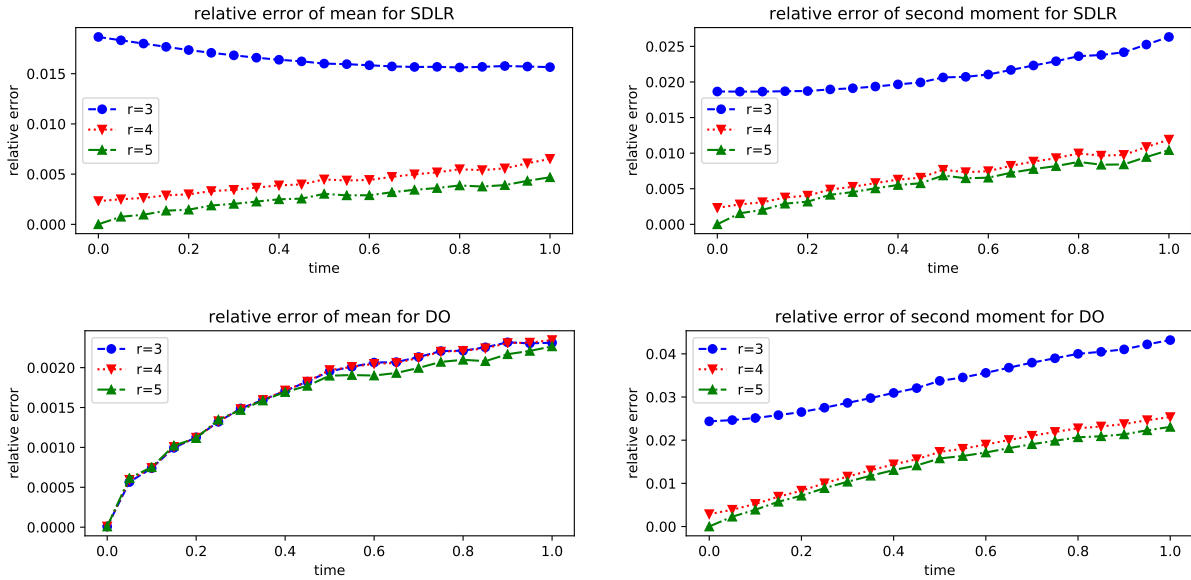 relative error of mean for SDLR
relative error
0.015
0.010
0.005
0.000
r=3
r=4
r=5
0.0 0.2 0.4 0.6 0.8 1.0
time
relative error of second moment for SDLR
relative error
0.025
0.020
0.015
0.010
0.005
0.000
r=3
r=4
r=5
0.0 0.2 0.4 0.6 0.8 1.0
time
relative error of mean for DO
relative error
0.0020
0.0015
0.0010
0.0005
0.0000
r=3
r=4
r=5
0.0 0.2 0.4 0.6 0.8 1.0
time
relative error of second moment for DO
relative error
0.04
0.03
0.02
0.01
0.00
r=3
r=4
r=5
0.0 0.2 0.4 0.6 0.8 1.0
time